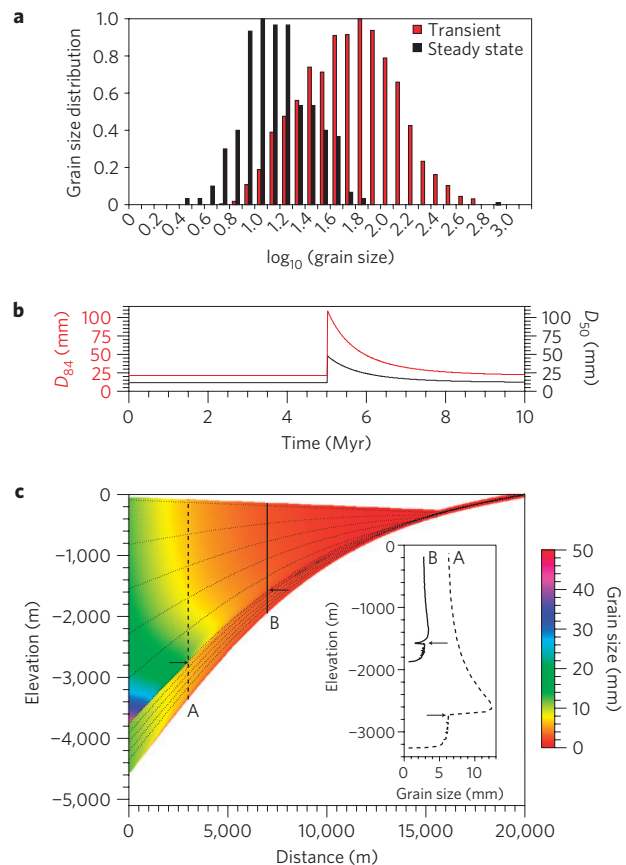 a
Grain size distribution
1.0
0.8
0.6
0.4
0.2
0
Transient
Steady state
0 0.2 0.4 0.6 0.8 1.0 1.2 1.4 1.6 1.8 2.0 2.2 2.4 2.6 2.8 3.0
log10 (grain size)
b
D84 (mm)
100
75
50
25
0
D50 (mm)
100
50
25
0
0 2 4 6 8 10
Time (Myr)
c
Elevation (m)
0
−1,000
−2,000
−3,000
−4,000
−5,000
0 5,000 10,000 15,000 20,000
Distance (m)
A
B
B A
Elevation (m)
0
−1000
−2000
−3000
0 5 10
Grain size (mm)
50
40
30
20
10
0
Grain size (mm)